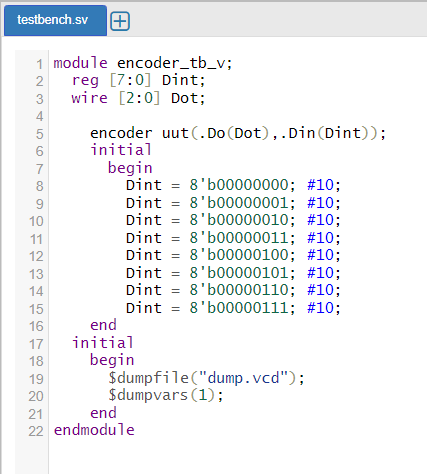 testbench.sv
1 module encoder_tb_v;
2 reg [7:0] Dint;
3 wire [2:0] Dot;
4
5 encoder uut(.Do(Dot),.Din(Dint));
6 initial
7 begin
8 Dint = 8'b00000000; #10;
9 Dint = 8'b00000001; #10;
10 Dint = 8'b00000010; #10;
11 Dint = 8'b00000011; #10;
12 Dint = 8'b00000100; #10;
13 Dint = 8'b00000101; #10;
14 Dint = 8'b00000110; #10;
15 Dint = 8'b00000111; #10;
16 end
17 initial
18 begin
19 $dumpfile("dump.vcd");
20 $dumpvars(1);
21 end
22 endmodule